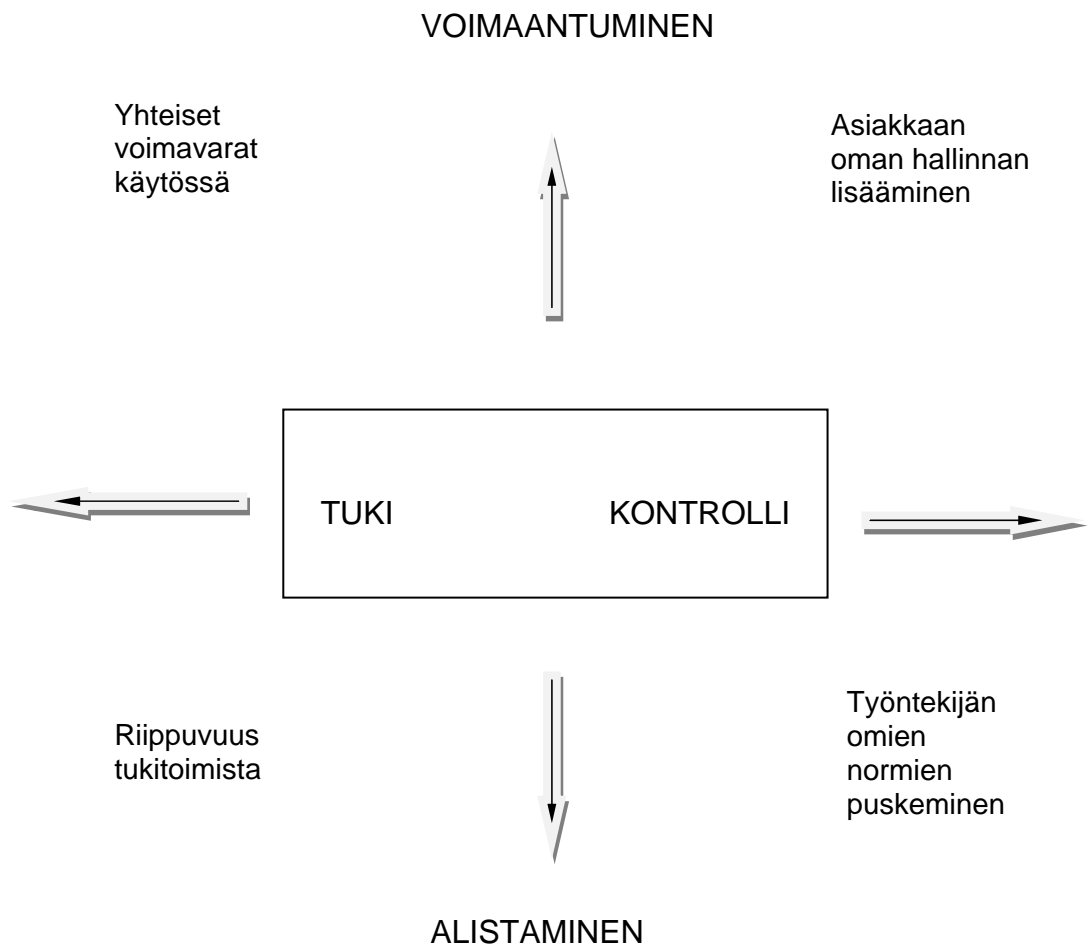 VOIMAANTUMINEN
Yhteiset
voimavarat
käytössä
Asiakkaan
oman hallinnan
lisääminen
TUKI
KONTROLLI
Riippuvuus
tukitoimista
Työntekijän
omien
normien
puskeminen
ALISTAMINEN